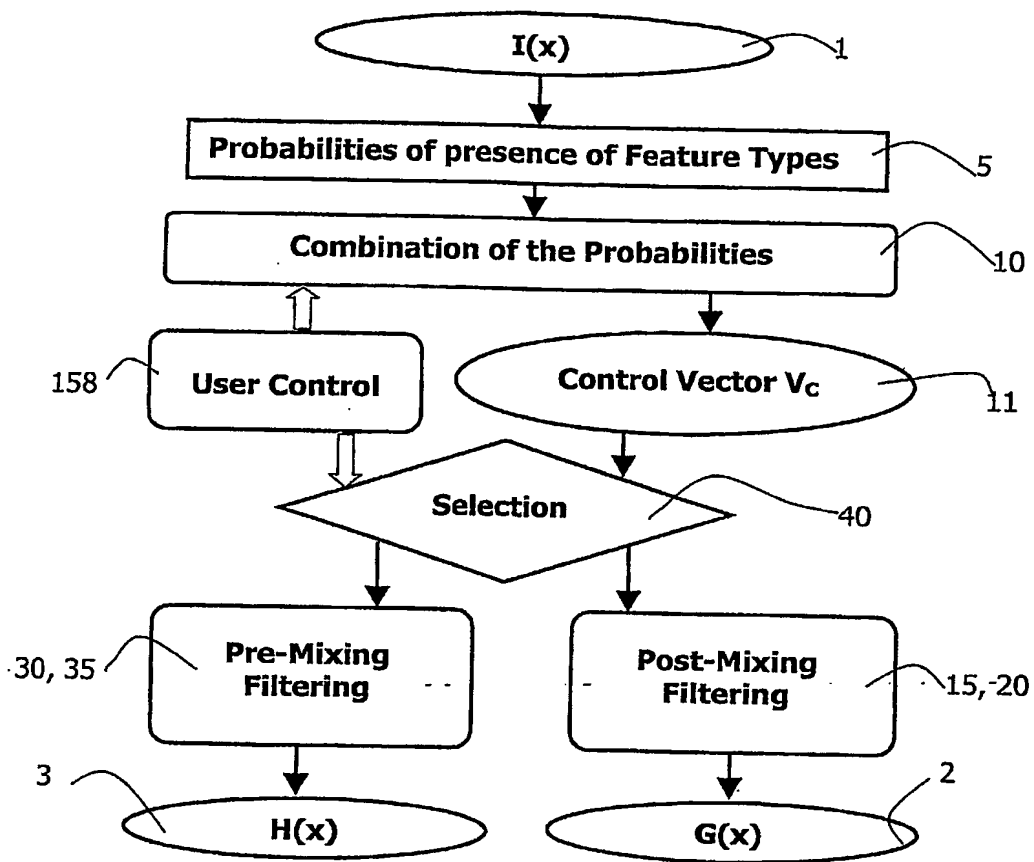 I(x)
1
Probabilities of presence of Feature Types
5
Combination of the Probabilities
10
158
User Control
Control Vector Vc
11
Selection
40
30, 35
Pre-Mixing
Filtering
Post-Mixing
Filtering
15, 20
3
H(x)
2
G(x)